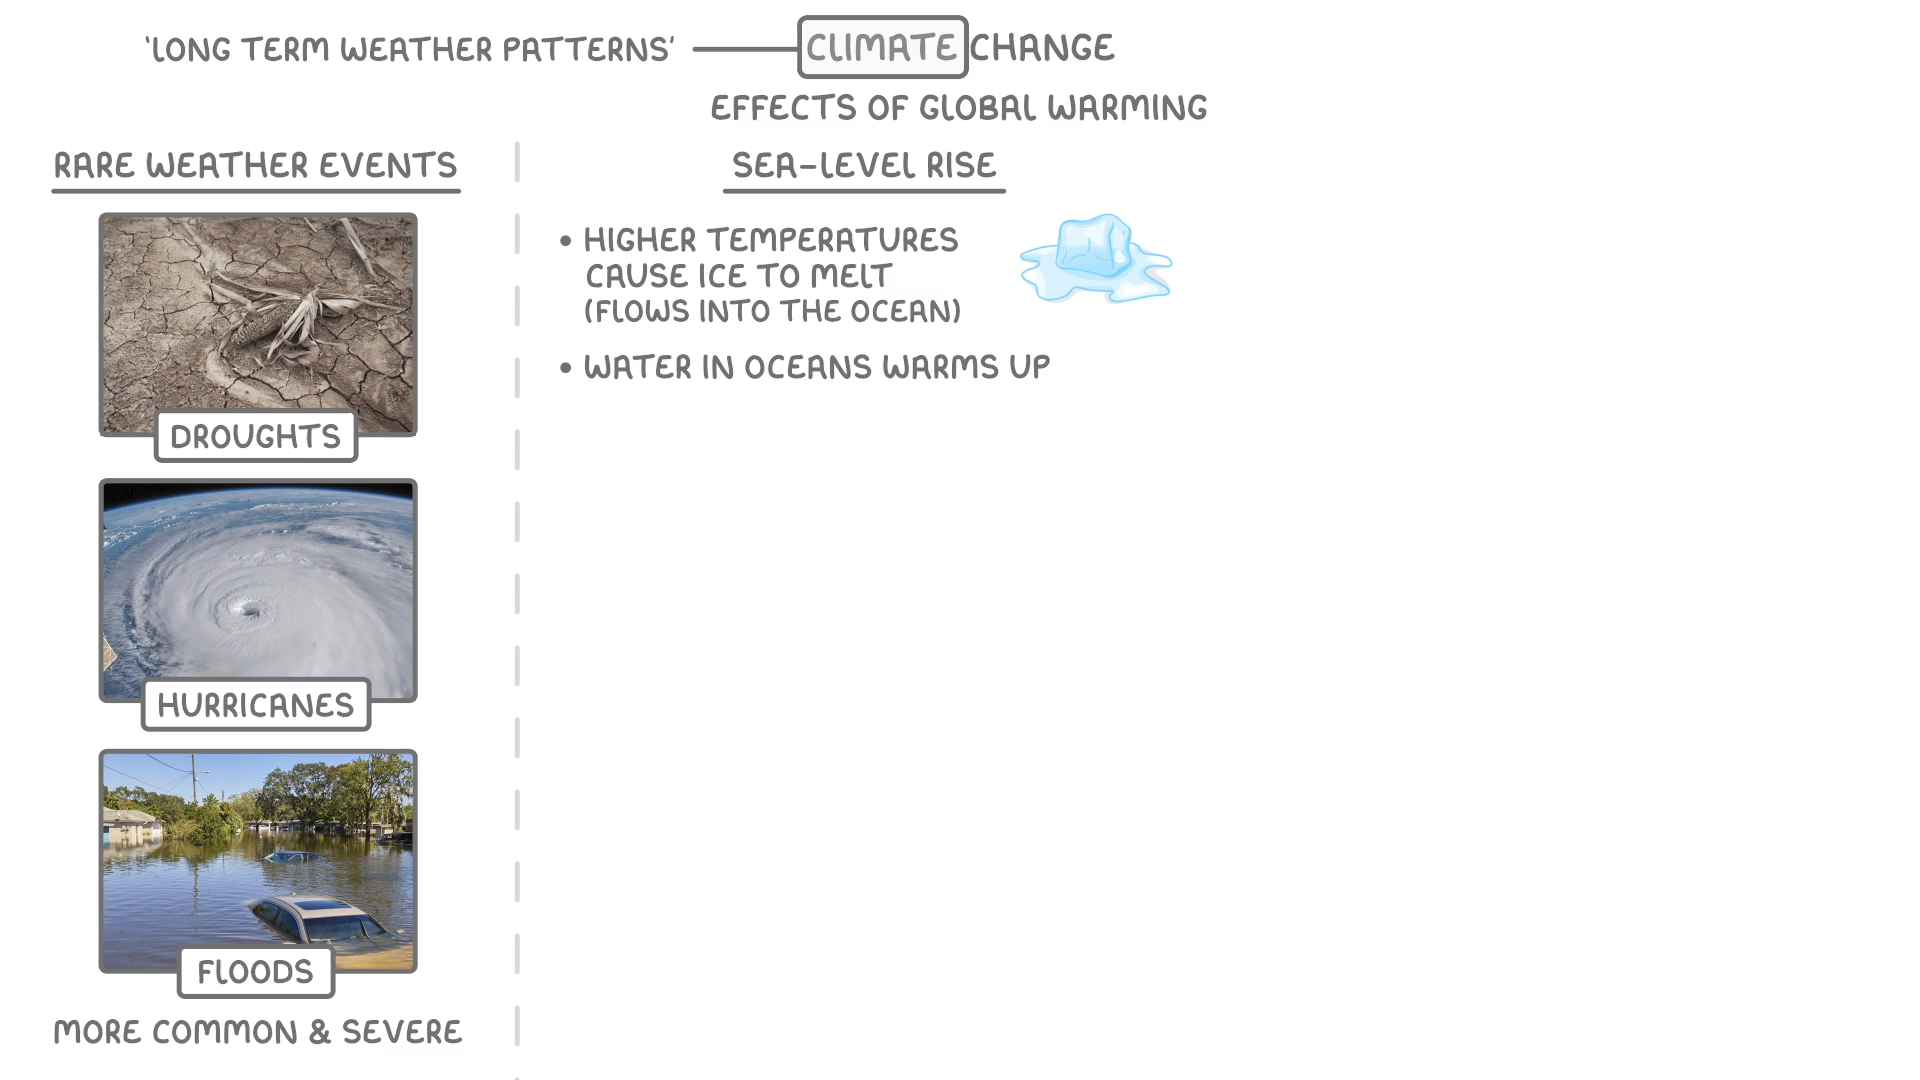 'LONG TERM WEATHER PATTERNS' CLIMATE CHANGE
EFFECTS OF GLOBAL WARMING
RARE WEATHER EVENTS
DROUGHTS
HURRICANES
FLOODS
MORE COMMON & SEVERE
SEA-LEVEL RISE
• HIGHER TEMPERATURES
CAUSE ICE TO MELT
(FLOWS INTO THE OCEAN)
• WATER IN OCEANS WARMS UP